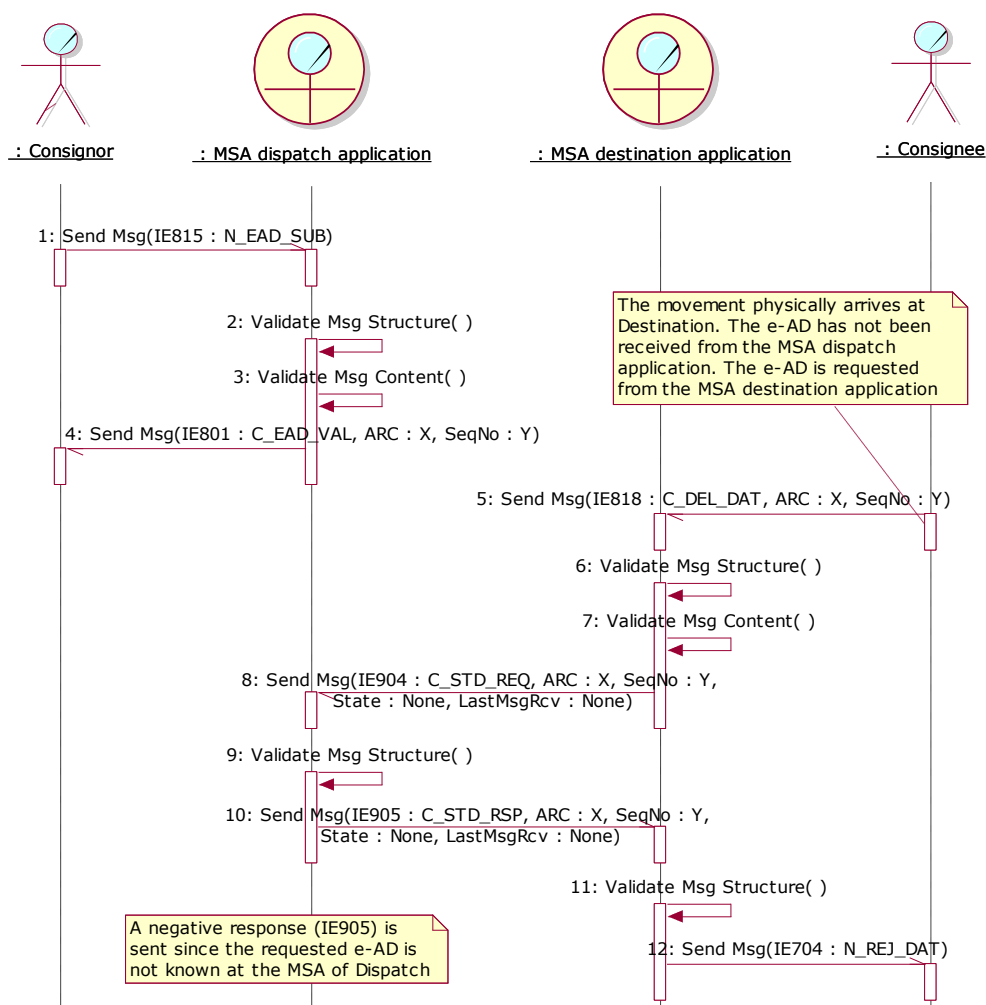 : Consignor
: MSA dispatch application
: MSA destination application
: Consignee
1: Send Msg(IE815 : N_EAD_SUB)
The movement physically arrives at
Destination. The e-AD has not been
received from the MSA dispatch
application. The e-AD is requested
from the MSA destination application
2: Validate Msg Structure( )
3: Validate Msg Content( )
4: Send Msg(IE801 : C_EAD_VAL, ARC : X, SeqNo : Y)
5: Send Msg(IE818 : C_DEL_DAT, ARC : X, SeqNo : Y)
6: Validate Msg Structure( )
7: Validate Msg Content( )
8: Send Msg(IE904 : C_STD_REQ, ARC : X, SeqNo : Y,
State : None, LastMsgRcv : None)
9: Validate Msg Structure( )
10: Send Msg(IE905 : C_STD_RSP, ARC : X, SeqNo : Y,
State : None, LastMsgRcv : None)
11: Validate Msg Structure( )
A negative response (IE905) is
sent since the requested e-AD is
not known at the MSA of Dispatch
12: Send Msg(IE704 : N_REJ_DAT)